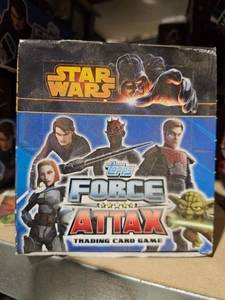 STAR
WARS
Topps
FORCE
ATTAX
TRADING CARD GAME